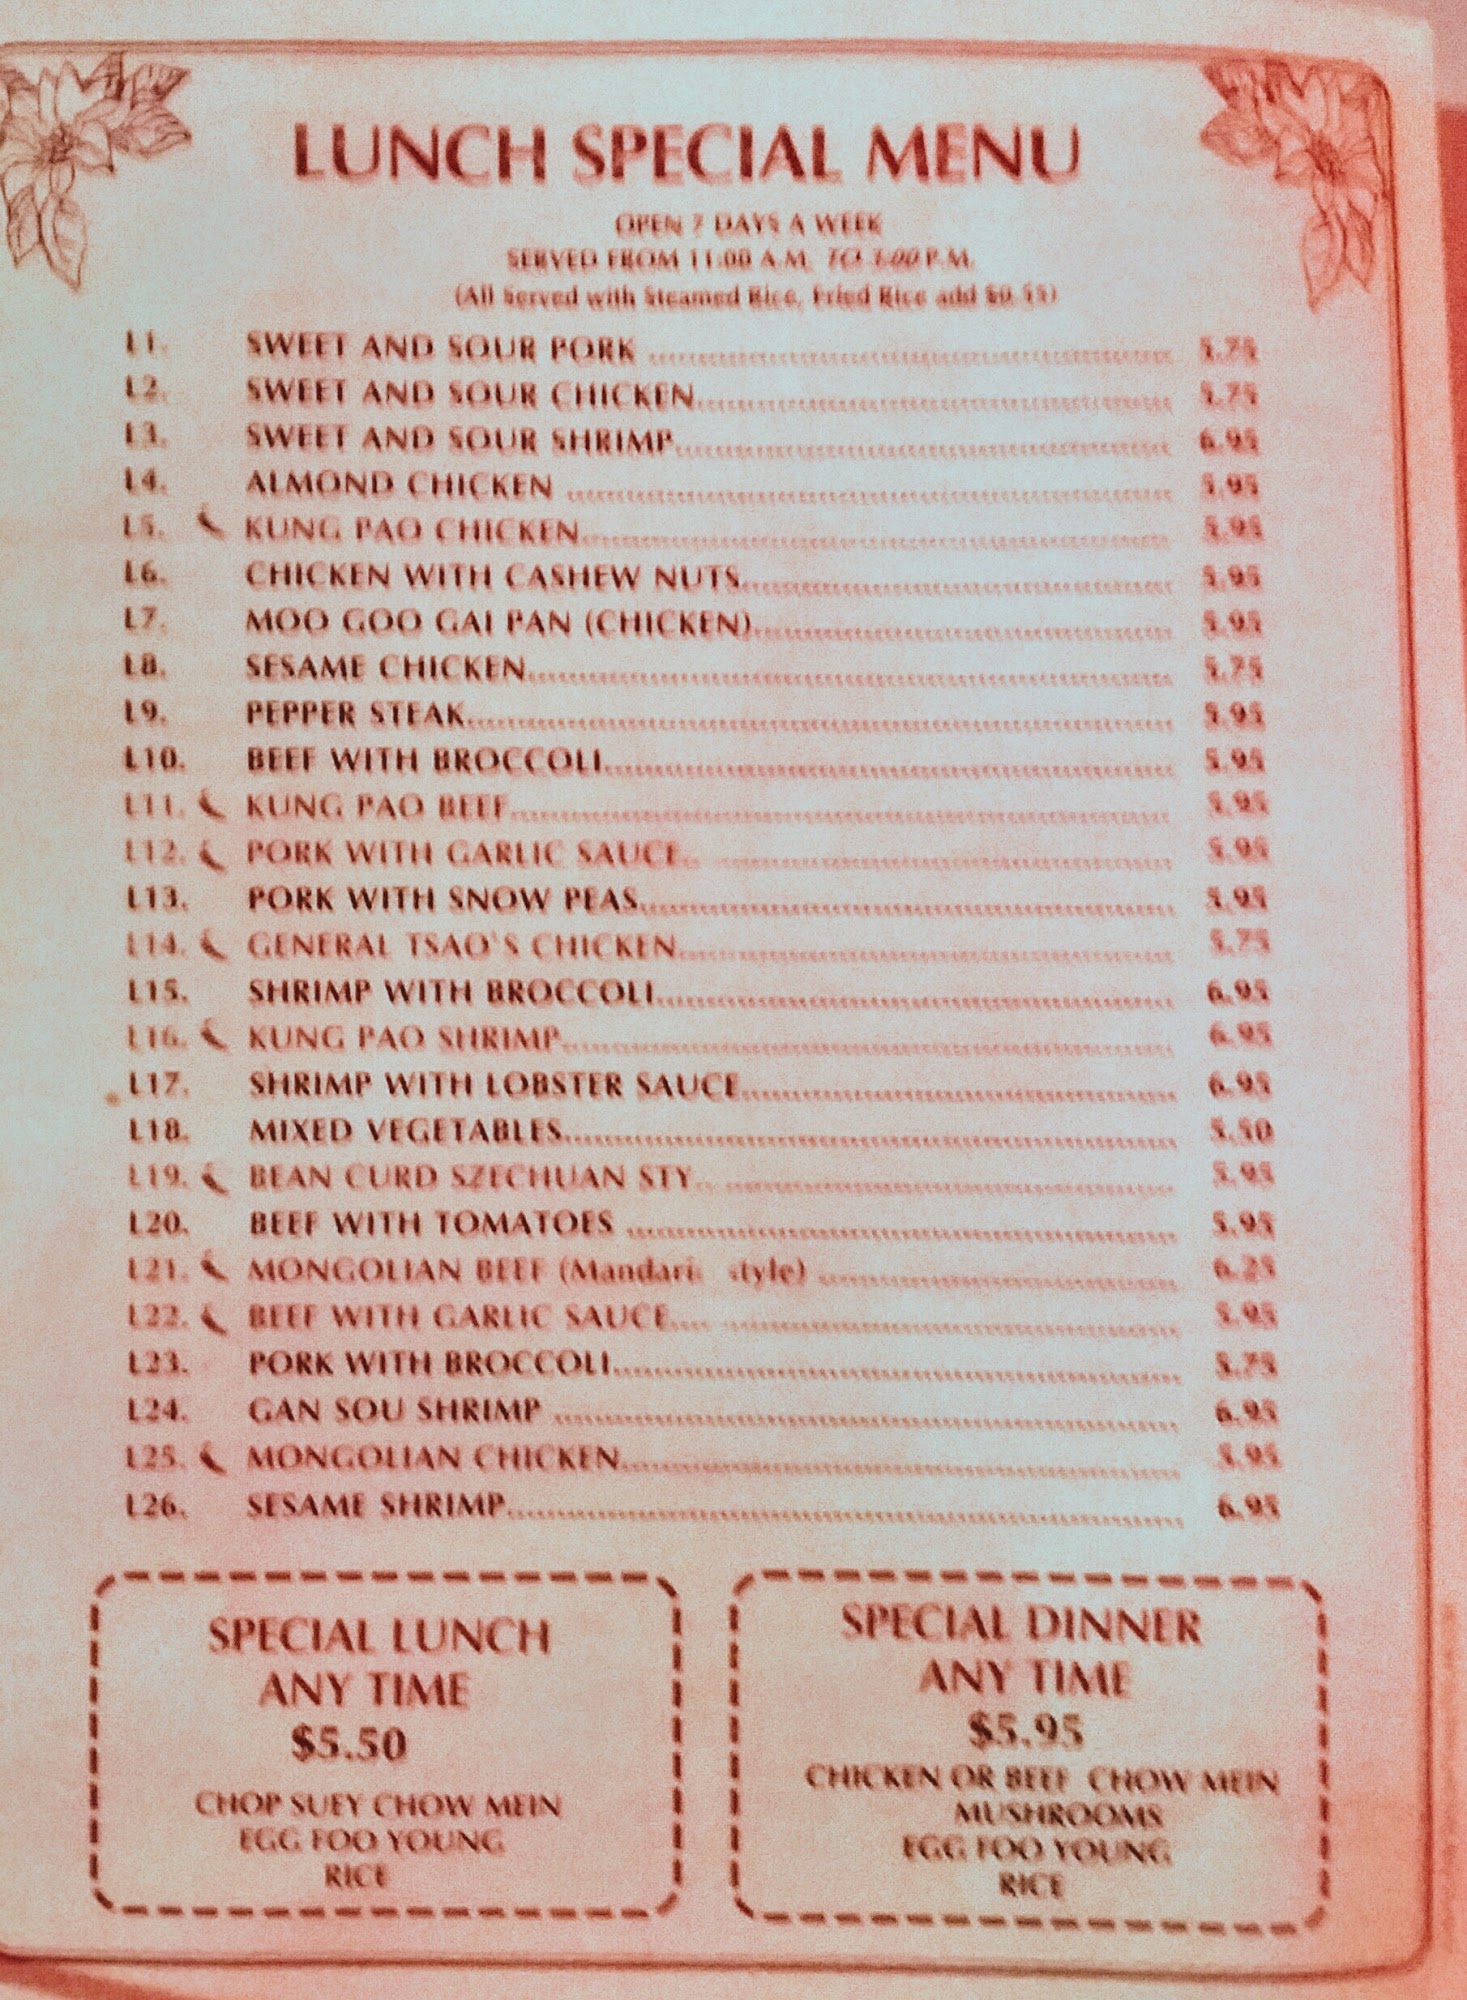 LUNCH SPECIAL MENU
OPEN 7 DAYS A WEEK
SERVED FROM 11:00 A.M. TO 3:00 P.M.
(All Served with Steamed Rice, Fried Rice add $0.55)
L1. SWEET AND SOUR PORK 5.75
L2. SWEET AND SOUR CHICKEN 5.75
L3. SWEET AND SOUR SHRIMP 6.95
L4. ALMOND CHICKEN 5.95
L5. KUNG PAO CHICKEN 5.95
L6. CHICKEN WITH CASHEW NUTS 5.95
L7. MOO GOO GAI PAN (CHICKEN) 5.95
L8. SESAME CHICKEN 5.75
L9. PEPPER STEAK 5.95
L10. BEEF WITH BROCCOLI 5.95
L11. KUNG PAO BEEF 5.95
L12. PORK WITH GARLIC SAUCE 5.95
L13. PORK WITH SNOW PEAS 5.95
L14. GENERAL TSAO'S CHICKEN 5.75
L15. SHRIMP WITH BROCCOLI 6.95
L16. KUNG PAO SHRIMP 6.95
L17. SHRIMP WITH LOBSTER SAUCE 6.95
L18. MIXED VEGETABLES 5.50
L19. BEAN CURD SZECHUAN STY 5.95
L20. BEEF WITH TOMATOES 5.95
L21. MONGOLIAN BEEF (Mandari style) 6.25
L22. BEEF WITH GARLIC SAUCE 5.95
L23. PORK WITH BROCCOLI 5.75
L24. GAN SOU SHRIMP 6.95
L25. MONGOLIAN CHICKEN 5.95
L26. SESAME SHRIMP 6.95
SPECIAL LUNCH
ANY TIME
$5.50
CHOP SUEY CHOW MEIN
EGG FOO YOUNG
RICE
SPECIAL DINNER
ANY TIME
$5.95
CHICKEN OR BEEF CHOW MEIN
MUSHROOMS
EGG FOO YOUNG
RICE